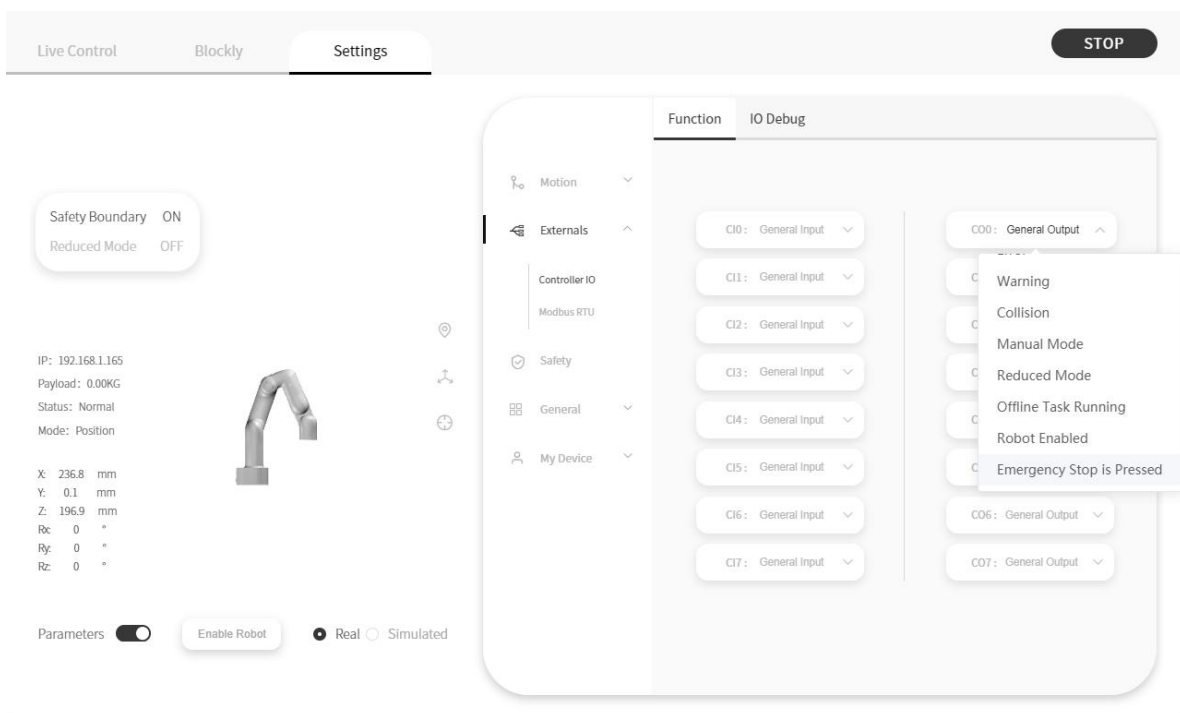 Live Control
Blockly
Settings
STOP
Function
IO Debug
Safety Boundary ON
Reduced Mode OFF
IP: 192.168.1.165
Payload: 0.00KG
Status: Normal
Mode: Position
X: 236.8 mm
Y: 0.1 mm
Z: 196.9 mm
Rx: 0 °
Ry: 0 °
Rz: 0 °
Parameters
Enable Robot
Real
Simulated
Motion
Externals
Controller IO
Modbus RTU
Safety
General
My Device
CI0: General Input
CI1: General Input
CI2: General Input
CI3: General Input
CI4: General Input
CI5: General Input
CI6: General Input
CI7: General Input
CO0: General Output
Warning
Collision
Manual Mode
Reduced Mode
Offline Task Running
Robot Enabled
Emergency Stop is Pressed
CO6: General Output
CO7: General Output